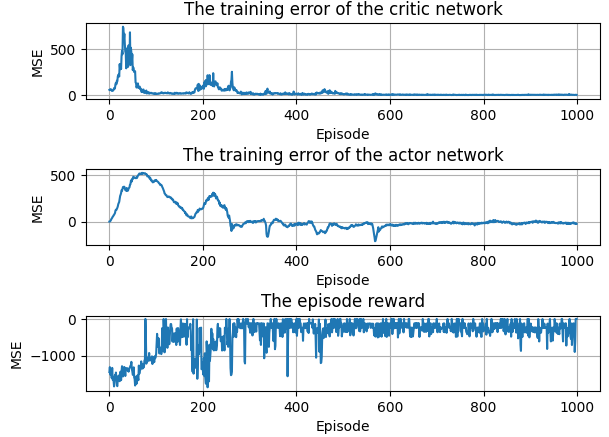 The training error of the critic network
500
0
MSE
0 200 400 600 800 1000
Episode
The training error of the actor network
500
0
MSE
0 200 400 600 800 1000
Episode
The episode reward
0
−1000
MSE
0 200 400 600 800 1000
Episode